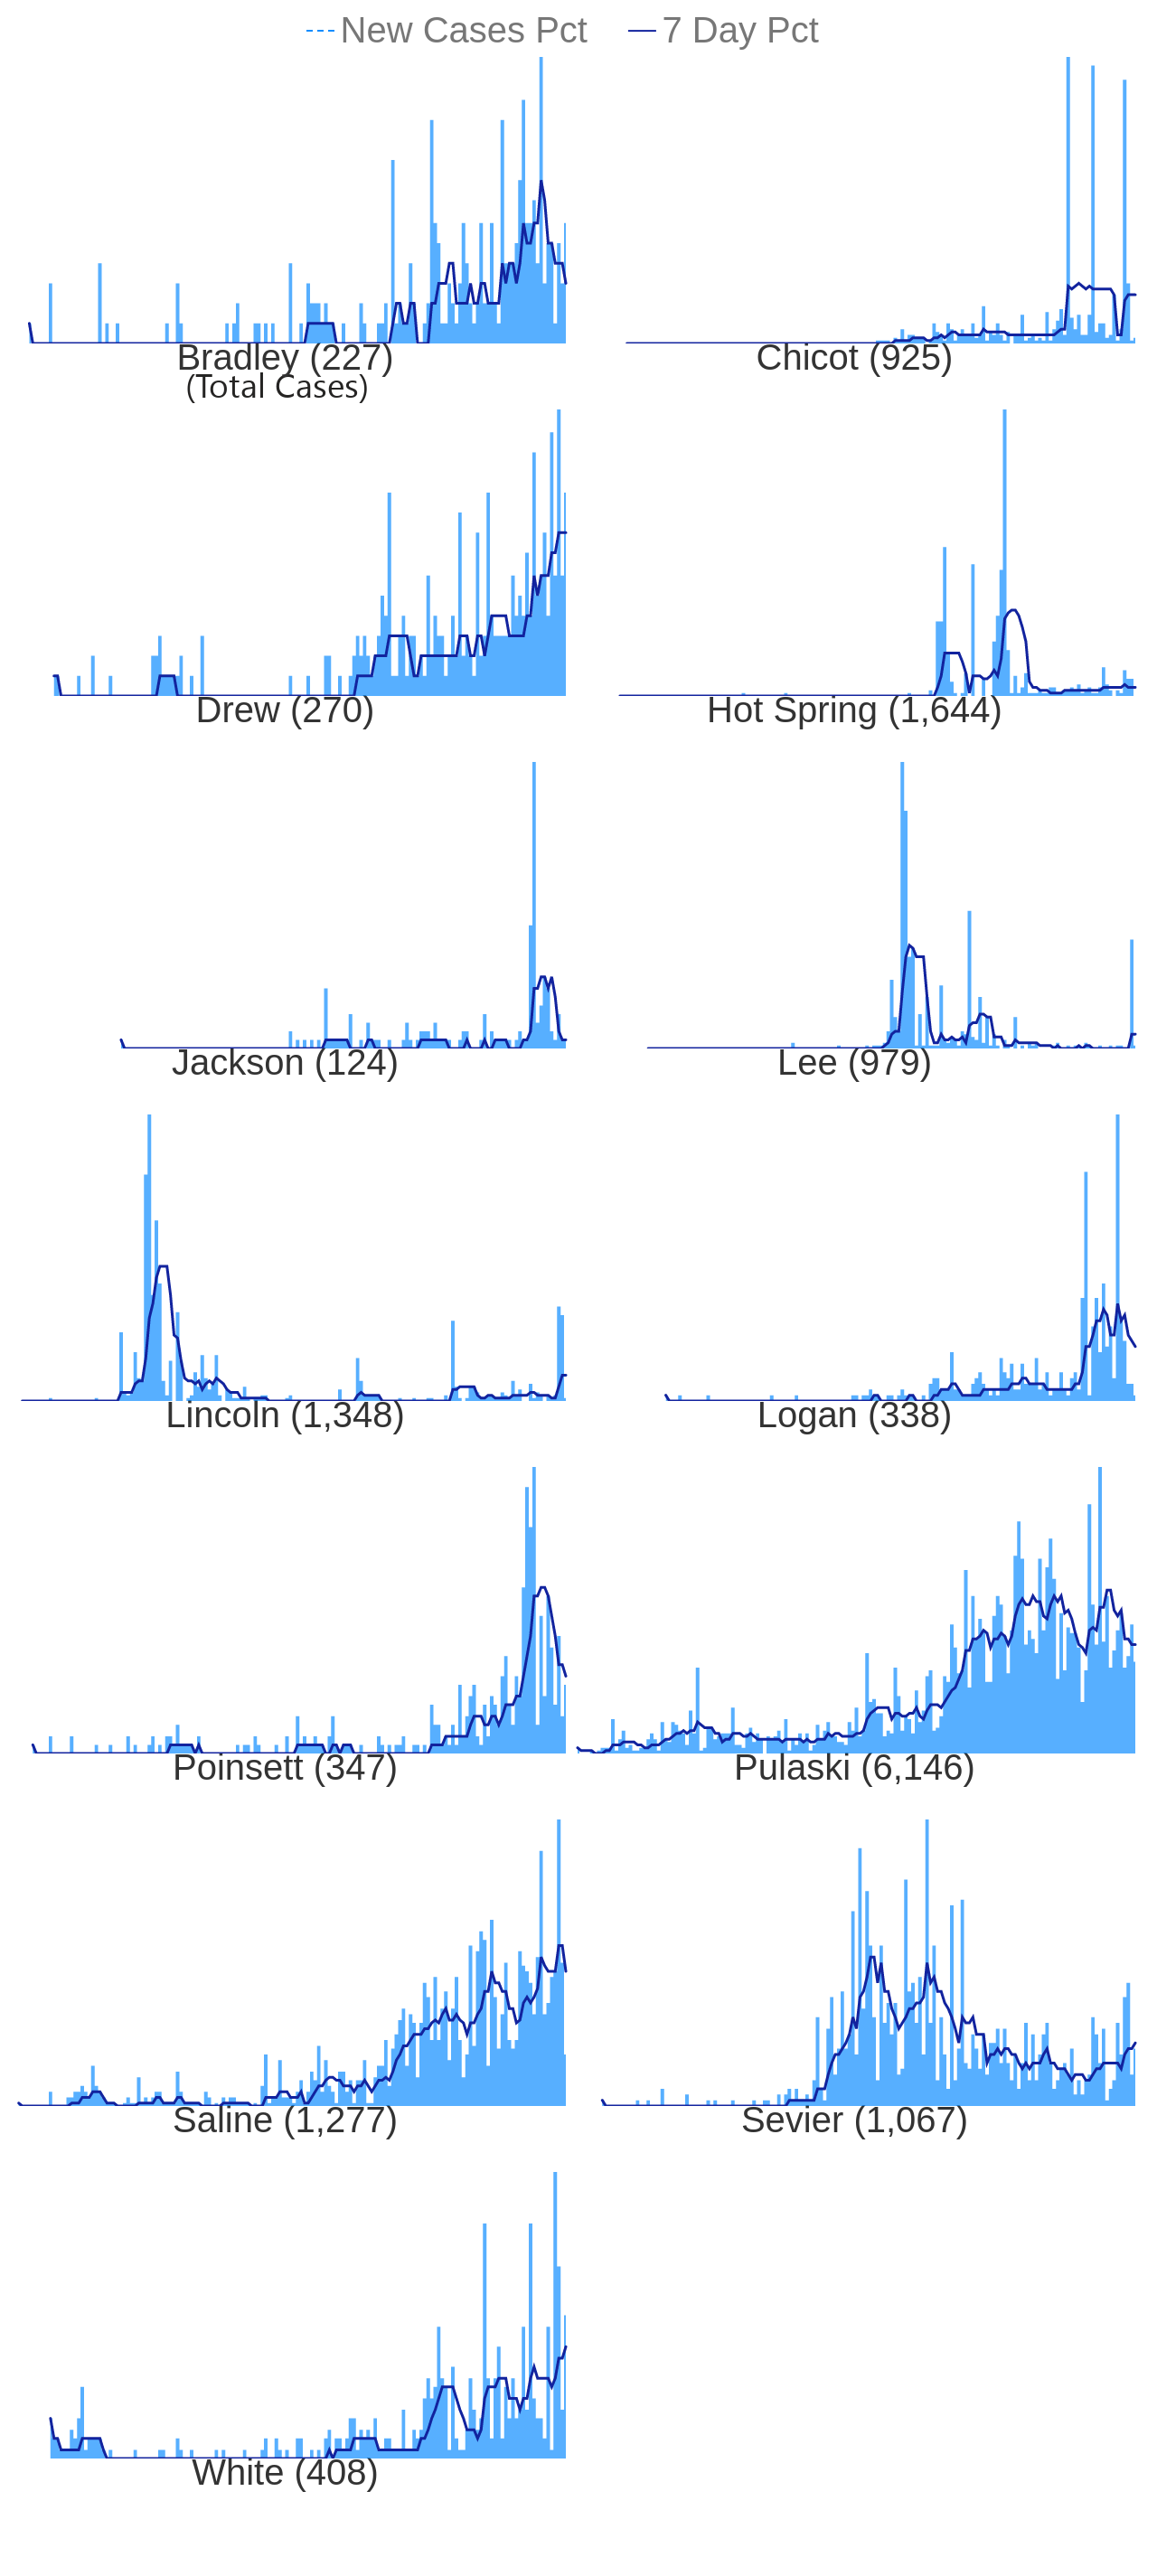 New Cases Pct 7 Day Pct
Bradley (227) Chicot (925)
(Total Cases)
Drew (270) Hot Spring (1,644)
Jackson (124) Lee (979)
Lincoln (1,348) Logan (338)
Poinsett (347) Pulaski (6,146)
Saline (1,277) Sevier (1,067)
White (408)